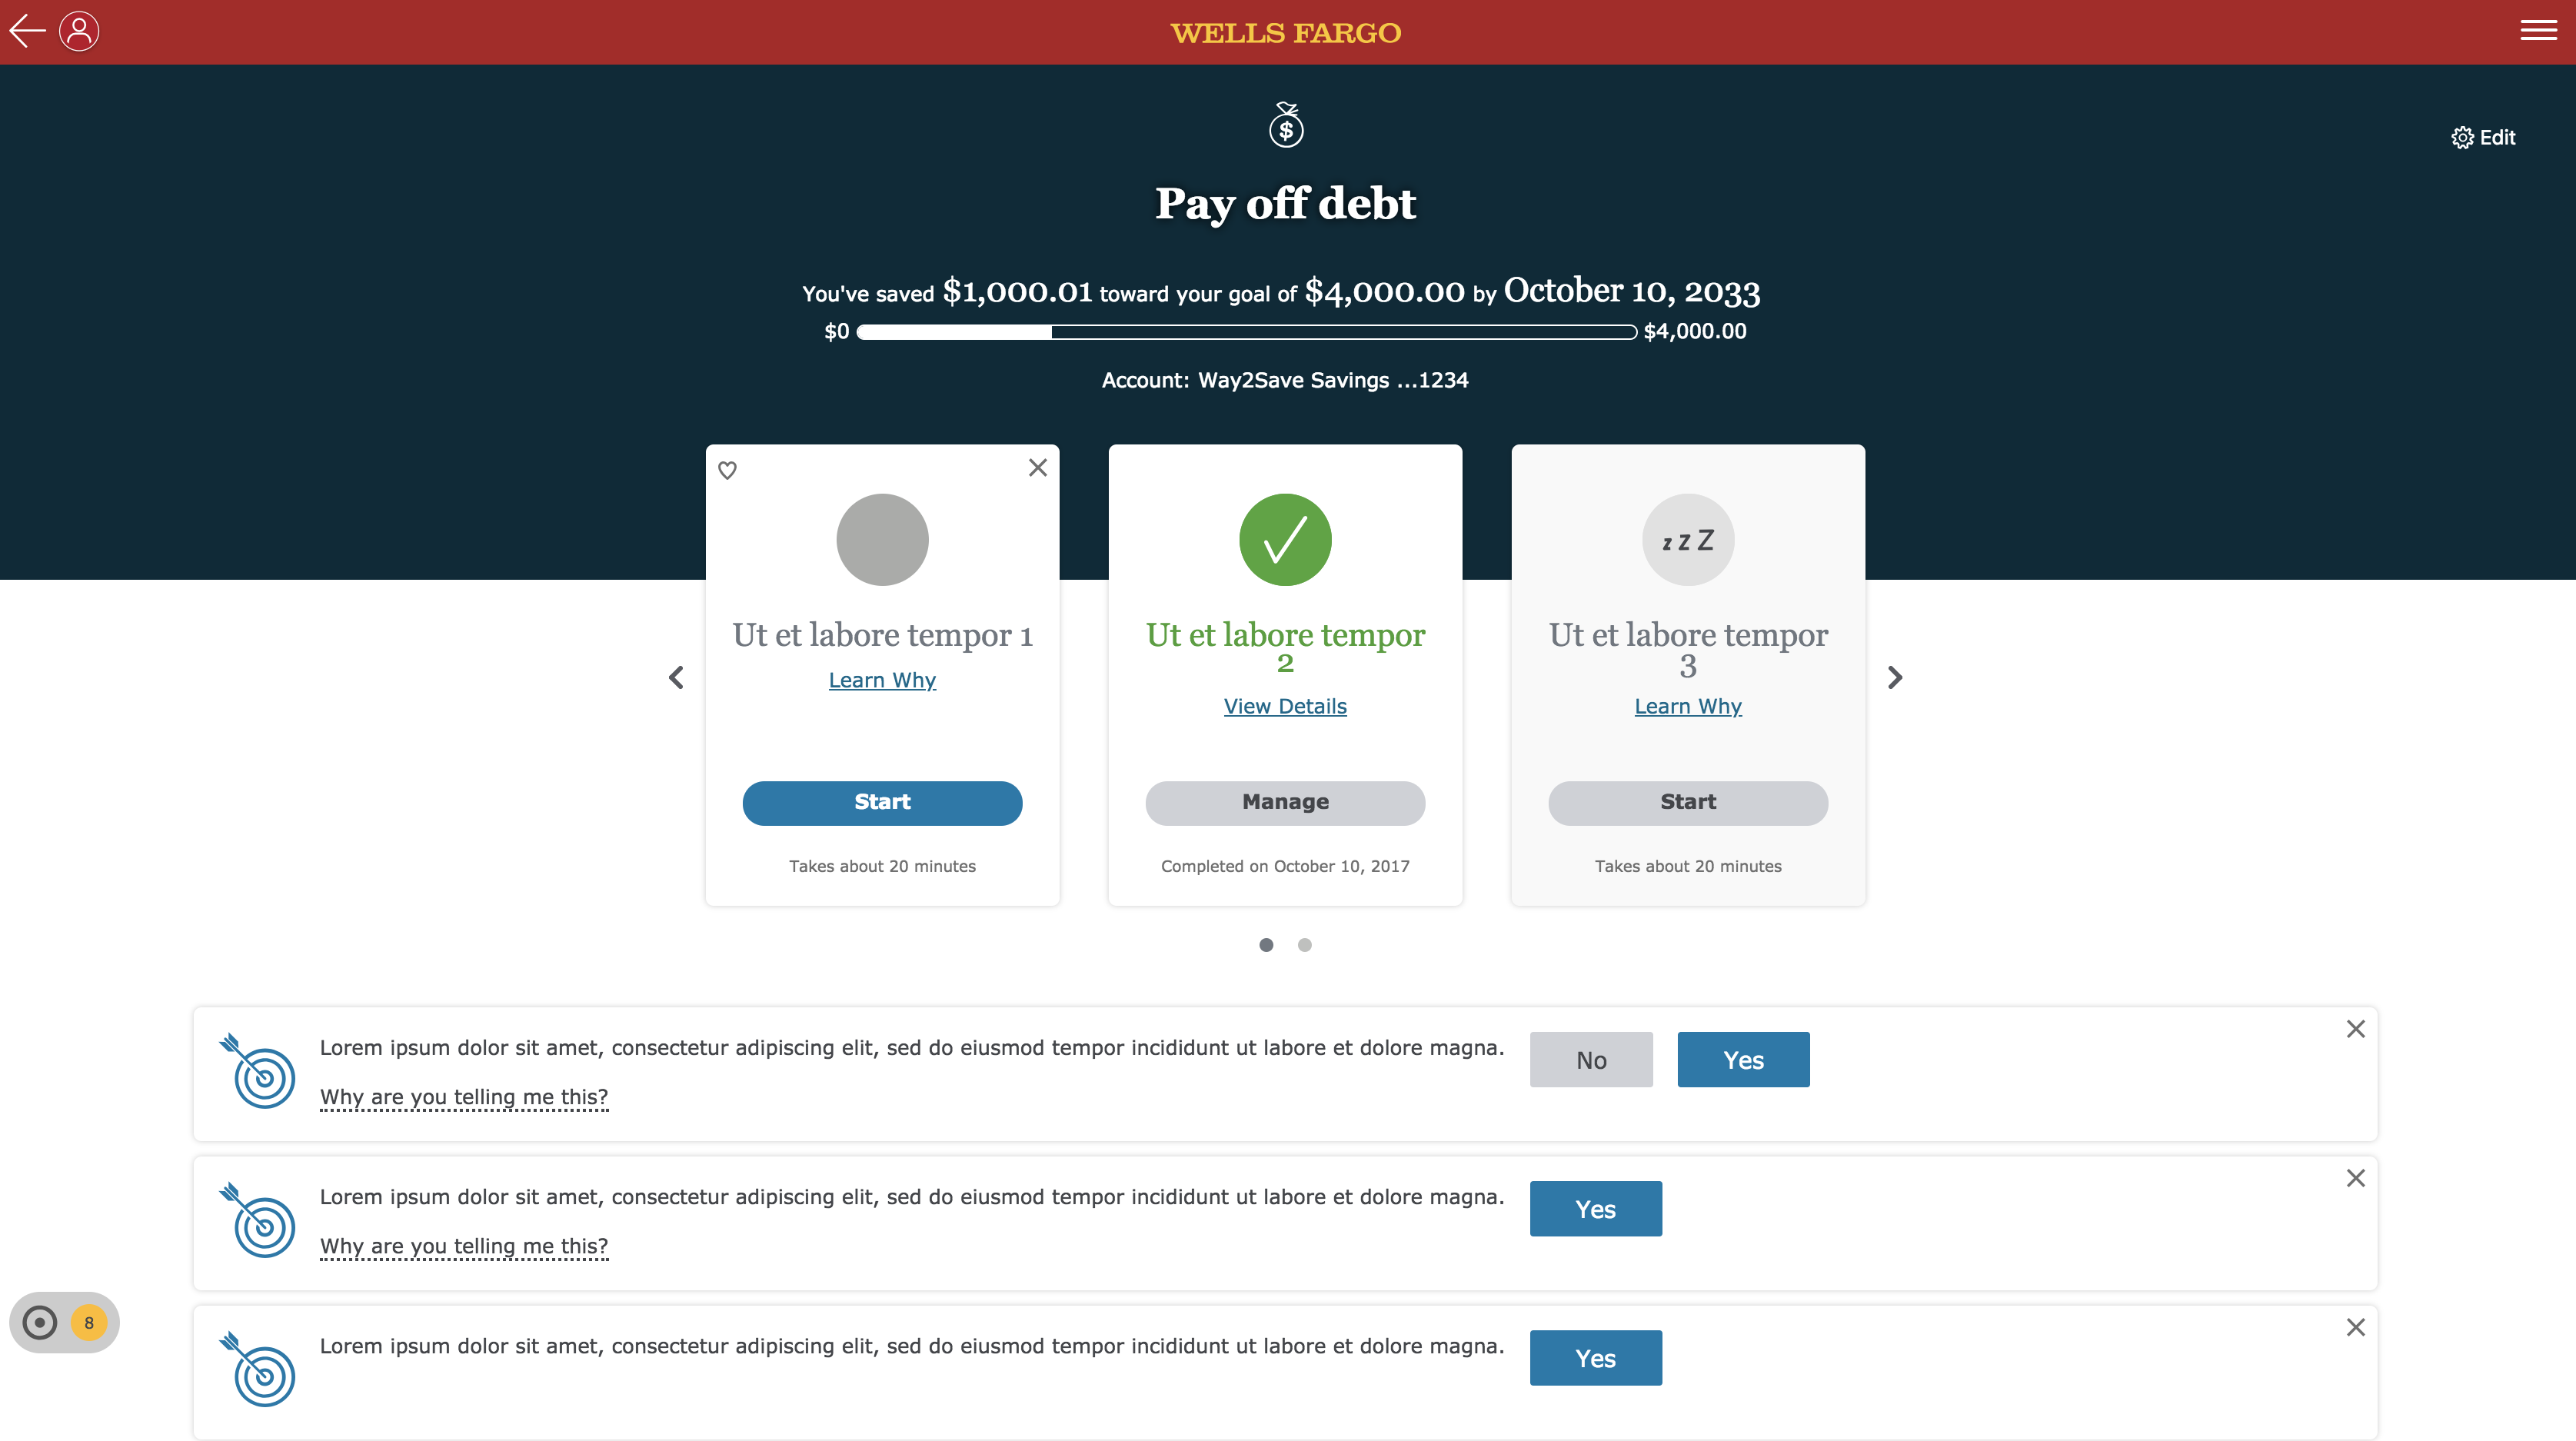 WELLS FARGO
$
Edit
Pay off debt
You've saved $1,000.01 toward your goal of $4,000.00 by October 10, 2033
$0 $4,000.00
Account: Way2Save Savings ...1234
z z Z
Ut et labore tempor 1
Learn Why
Start
Takes about 20 minutes
Ut et labore tempor
2
View Details
Manage
Completed on October 10, 2017
Ut et labore tempor
3
Learn Why
Start
Takes about 20 minutes
Lorem ipsum dolor sit amet, consectetur adipiscing elit, sed do eiusmod tempor incididunt ut labore et dolore magna.
No
Yes
Why are you telling me this?
Lorem ipsum dolor sit amet, consectetur adipiscing elit, sed do eiusmod tempor incididunt ut labore et dolore magna.
Yes
Why are you telling me this?
8
Lorem ipsum dolor sit amet, consectetur adipiscing elit, sed do eiusmod tempor incididunt ut labore et dolore magna.
Yes